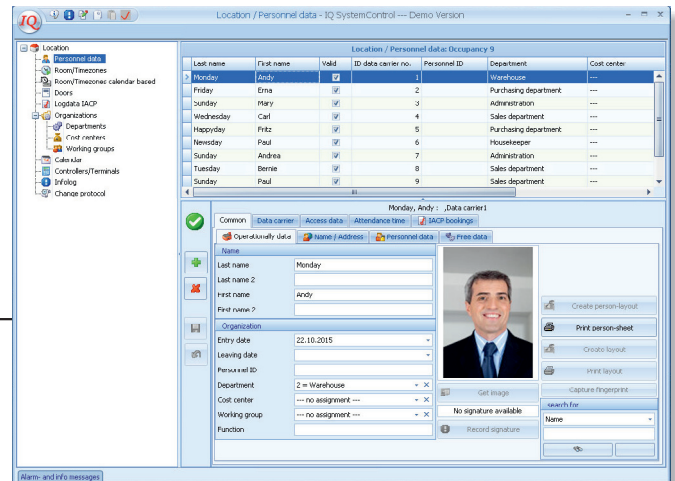 IQ
Location / Personnel data - IQ SystemControl --- Demo Version
Location
Personnel data
Room/Timezones
Room/Timezones calendar based
Doors
Logdata IACP
Organizations
Departments
Cost centers
Working groups
Calendar
Controllers/Terminals
Infolog
Change protocol
Location / Personnel data: Occupancy 9
Last name First name Valid ID data carrier no. Personnel ID Department Cost center
Monday Andy 1 Warehouse ---
Friday Erna 2 Purchasing department ---
Sunday Mary 3 Administration ---
Wednesday Carl 4 Sales department ---
Happyday Fritz 5 Purchasing department ---
Newsday Paul 6 Housekeeper ---
Sunday Andrea 7 Administration ---
Tuesday Bernie 8 Sales department ---
Sunday Paul 9 Sales department ---
Monday, Andy : ,Data carrier1
Common Data carrier Access data Attendance time IACP bookings
Operationally data Name / Address Personnel data Free data
Name
Last name Monday
Last name 2
First name Andy
First name 2
Organization
Entry date 22.10.2015
Leaving date
Personnel ID
Department 2 = Warehouse
Cost center --- no assignment ---
Working group --- no assignment ---
Function
Get image
No signature available
Record signature
Create person-layout
Print person-sheet
Create layout
Print layout
Capture fingerprint
search for
Name
Alarm- and info messages